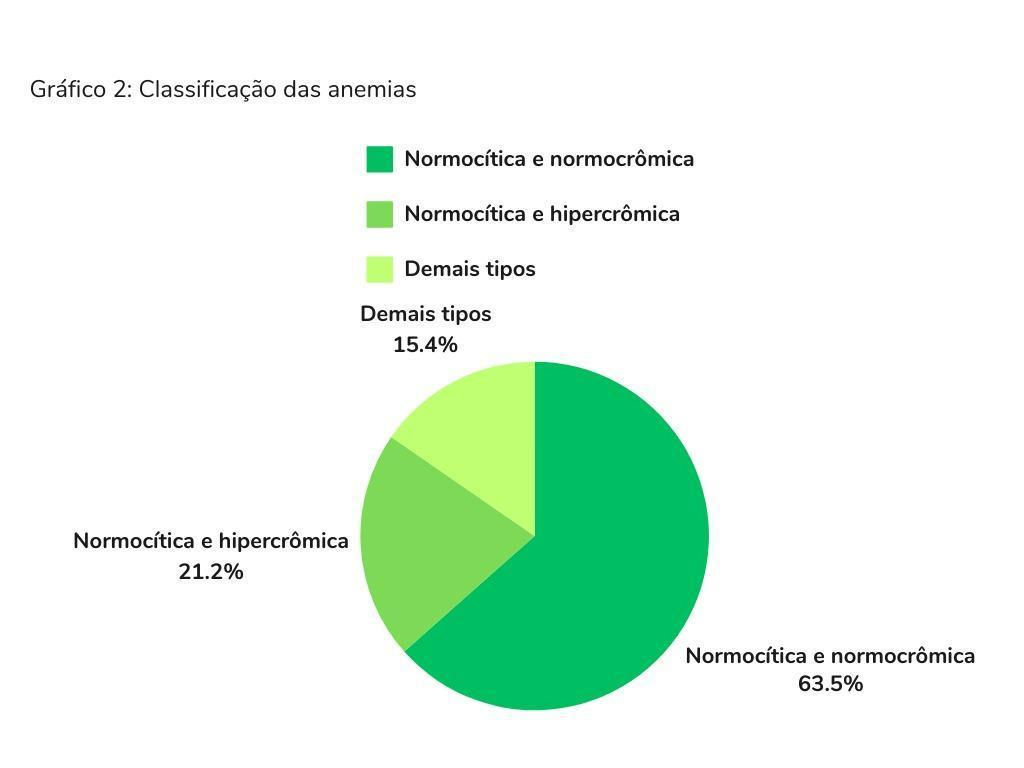 Gráfico 2: Classificação das anemias
Normocítica e normocrômica
Normocítica e hipercrômica
Demais tipos
Demais tipos
15.4%
Normocítica e hipercrômica
21.2%
Normocítica e normocrômica
63.5%